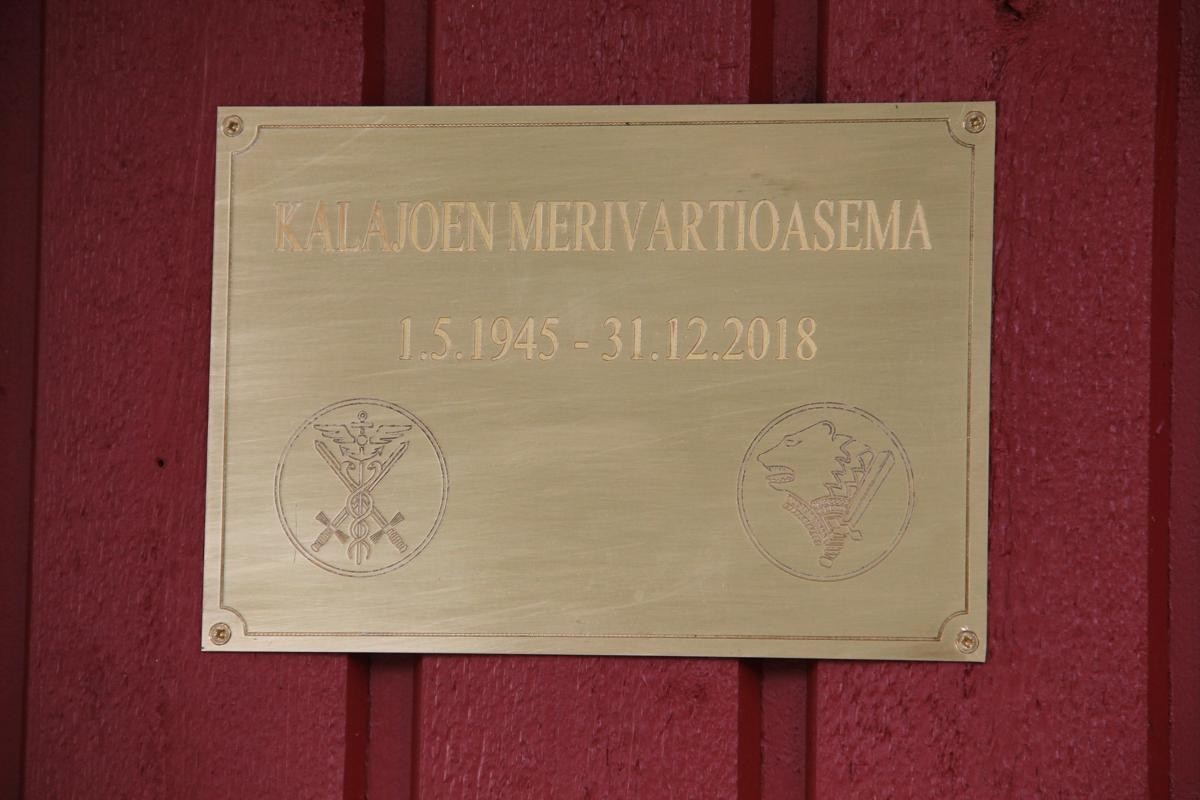 KALAJOEN MERIVARTIOASEMA
1.5.1945 - 31.12.2018